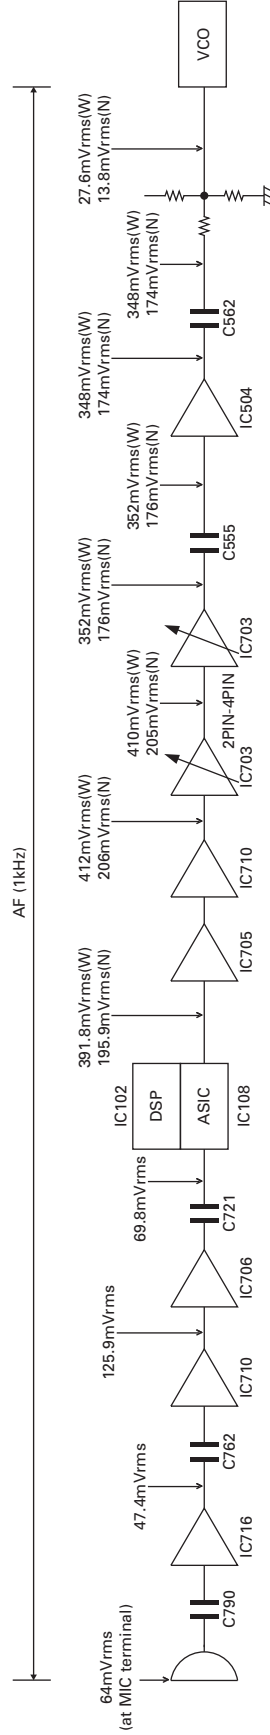 AF (1kHz)
64mVrms
(at MIC terminal)
C790
IC716
47.4mVrms
C762
IC710
125.9mVrms
IC706
C721
69.8mVrms
IC102
DSP
ASIC
IC108
391.8mVrms(W)
195.9mVrms(N)
IC705
IC710
412mVrms(W)
206mVrms(N)
IC703
410mVrms(W)
205mVrms(N)
2PIN-4PIN
IC703
352mVrms(W)
176mVrms(N)
C555
352mVrms(W)
176mVrms(N)
IC504
348mVrms(W)
174mVrms(N)
C562
348mVrms(W)
174mVrms(N)
27.6mVrms(W)
13.8mVrms(N)
VCO